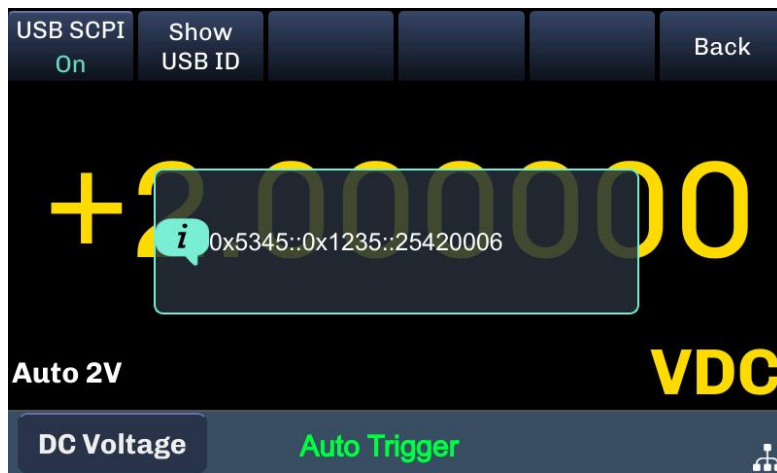 USB SCPI
On
Show
USB ID
Back
+2.000000
i 0x5345::0x1235::25420006
Auto 2V
VDC
DC Voltage
Auto Trigger